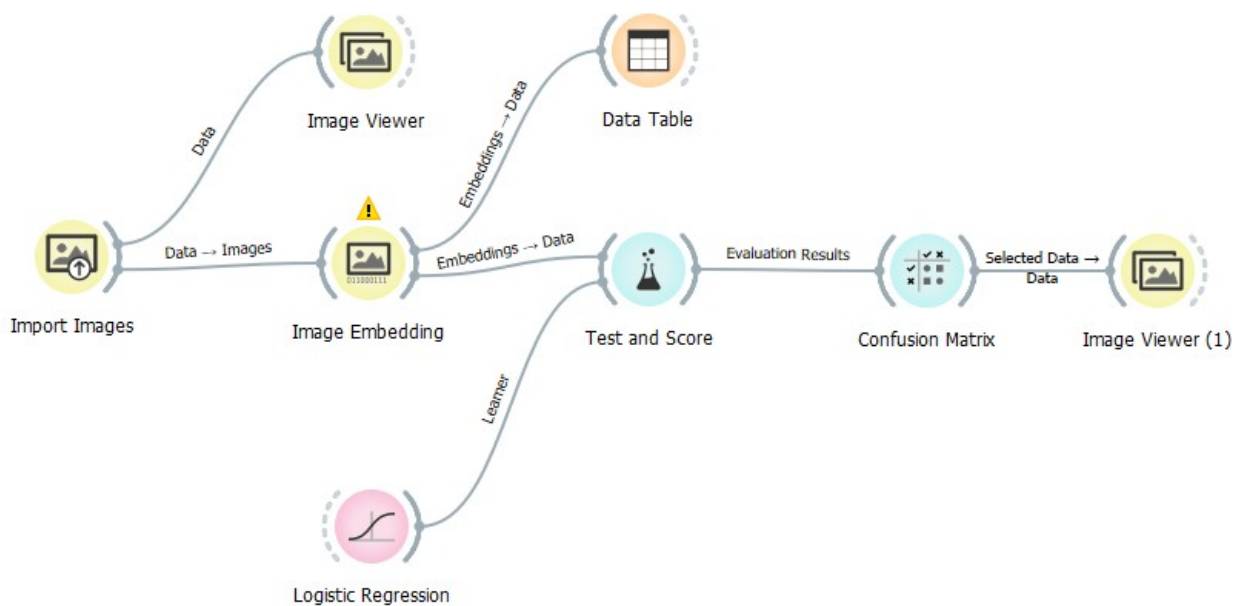 Image Viewer
Data Table
Data
Embeddings → Data
Data → Images
Embeddings → Data
Evaluation Results
Selected Data →
Data
011000111
Import Images
Image Embedding
Test and Score
Confusion Matrix
Image Viewer (1)
Learner
Logistic Regression